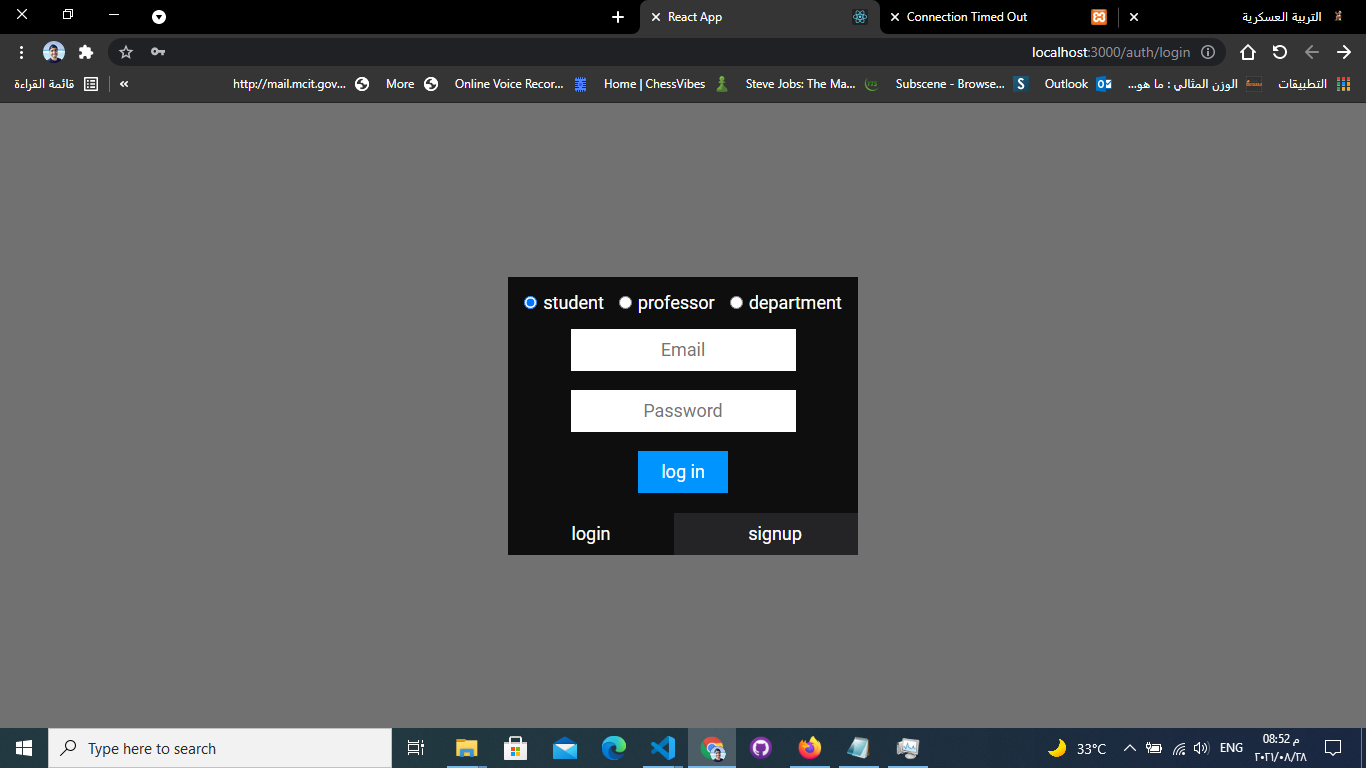 React App
Connection Timed Out
التربية العسكرية
localhost:3000/auth/login
قائمة القراءة
»
http://mail.mcit.gov...
More
Online Voice Recor...
Home | ChessVibes
Steve Jobs: The Ma...
Subscene - Browse...
Outlook
الوزن المثالي : ما هو...
التطبيقات
student
professor
department
Email
Password
log in
login
signup
Type here to search
33°C
ENG
08:52 م
٢٠٢١/٠٨/٢٨